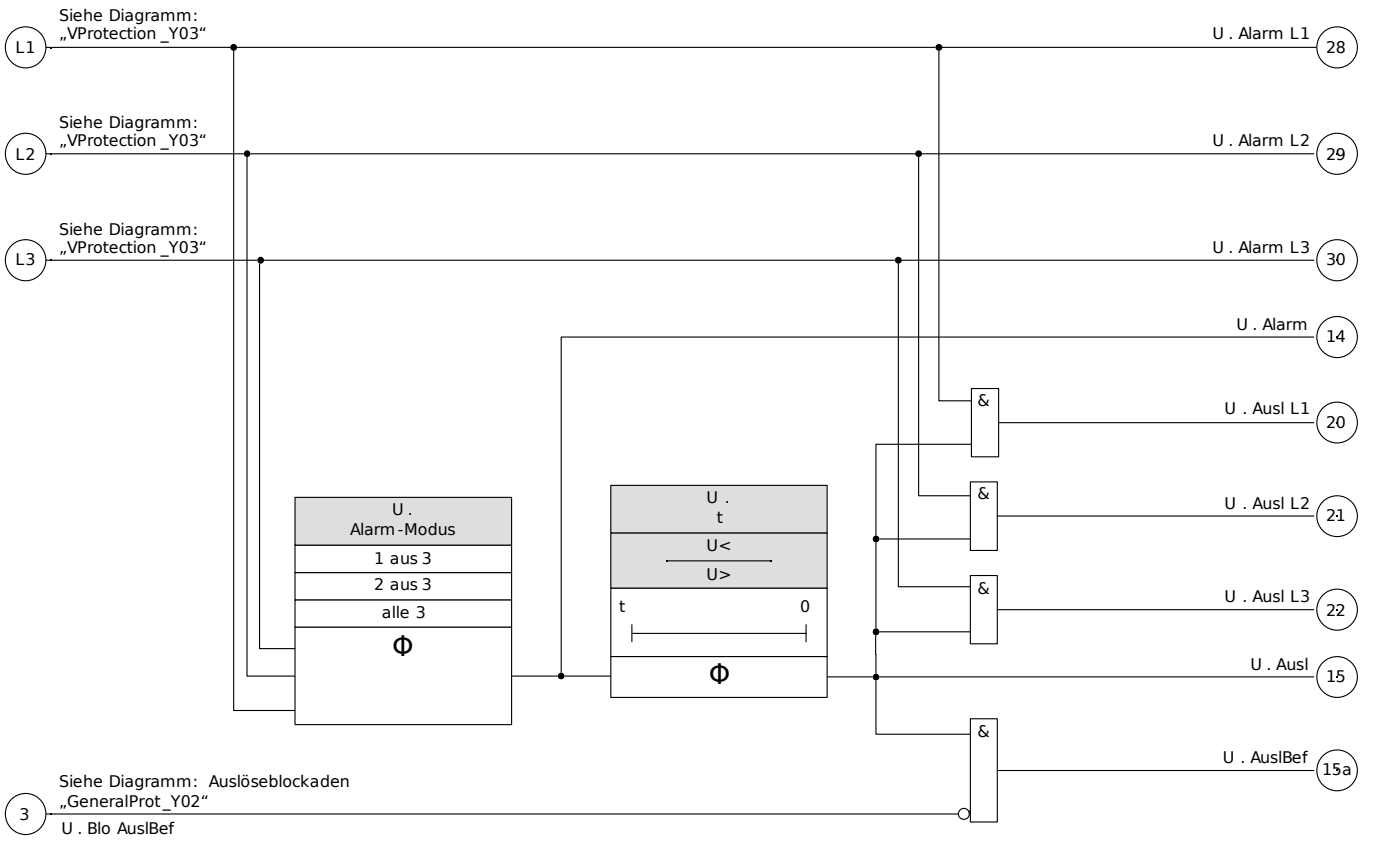 Siehe Diagramm:
„VProtection _Y03“
L1
U . Alarm L1
28
Siehe Diagramm:
„VProtection _Y03“
L2
U . Alarm L2
29
Siehe Diagramm:
„VProtection _Y03“
L3
U . Alarm L3
30
U . Alarm
14
&
U . Ausl L1
20
&
U . Ausl L2
21
&
U . Ausl L3
22
U .
Alarm -Modus
1 aus 3
2 aus 3
alle 3
Φ
U .
t
U<
U>
t 0
Φ
U . Ausl
15
&
U . AuslBef
15a
Siehe Diagramm: Auslöseblockaden
„GeneralProt_Y02“
3
U . Blo AuslBef